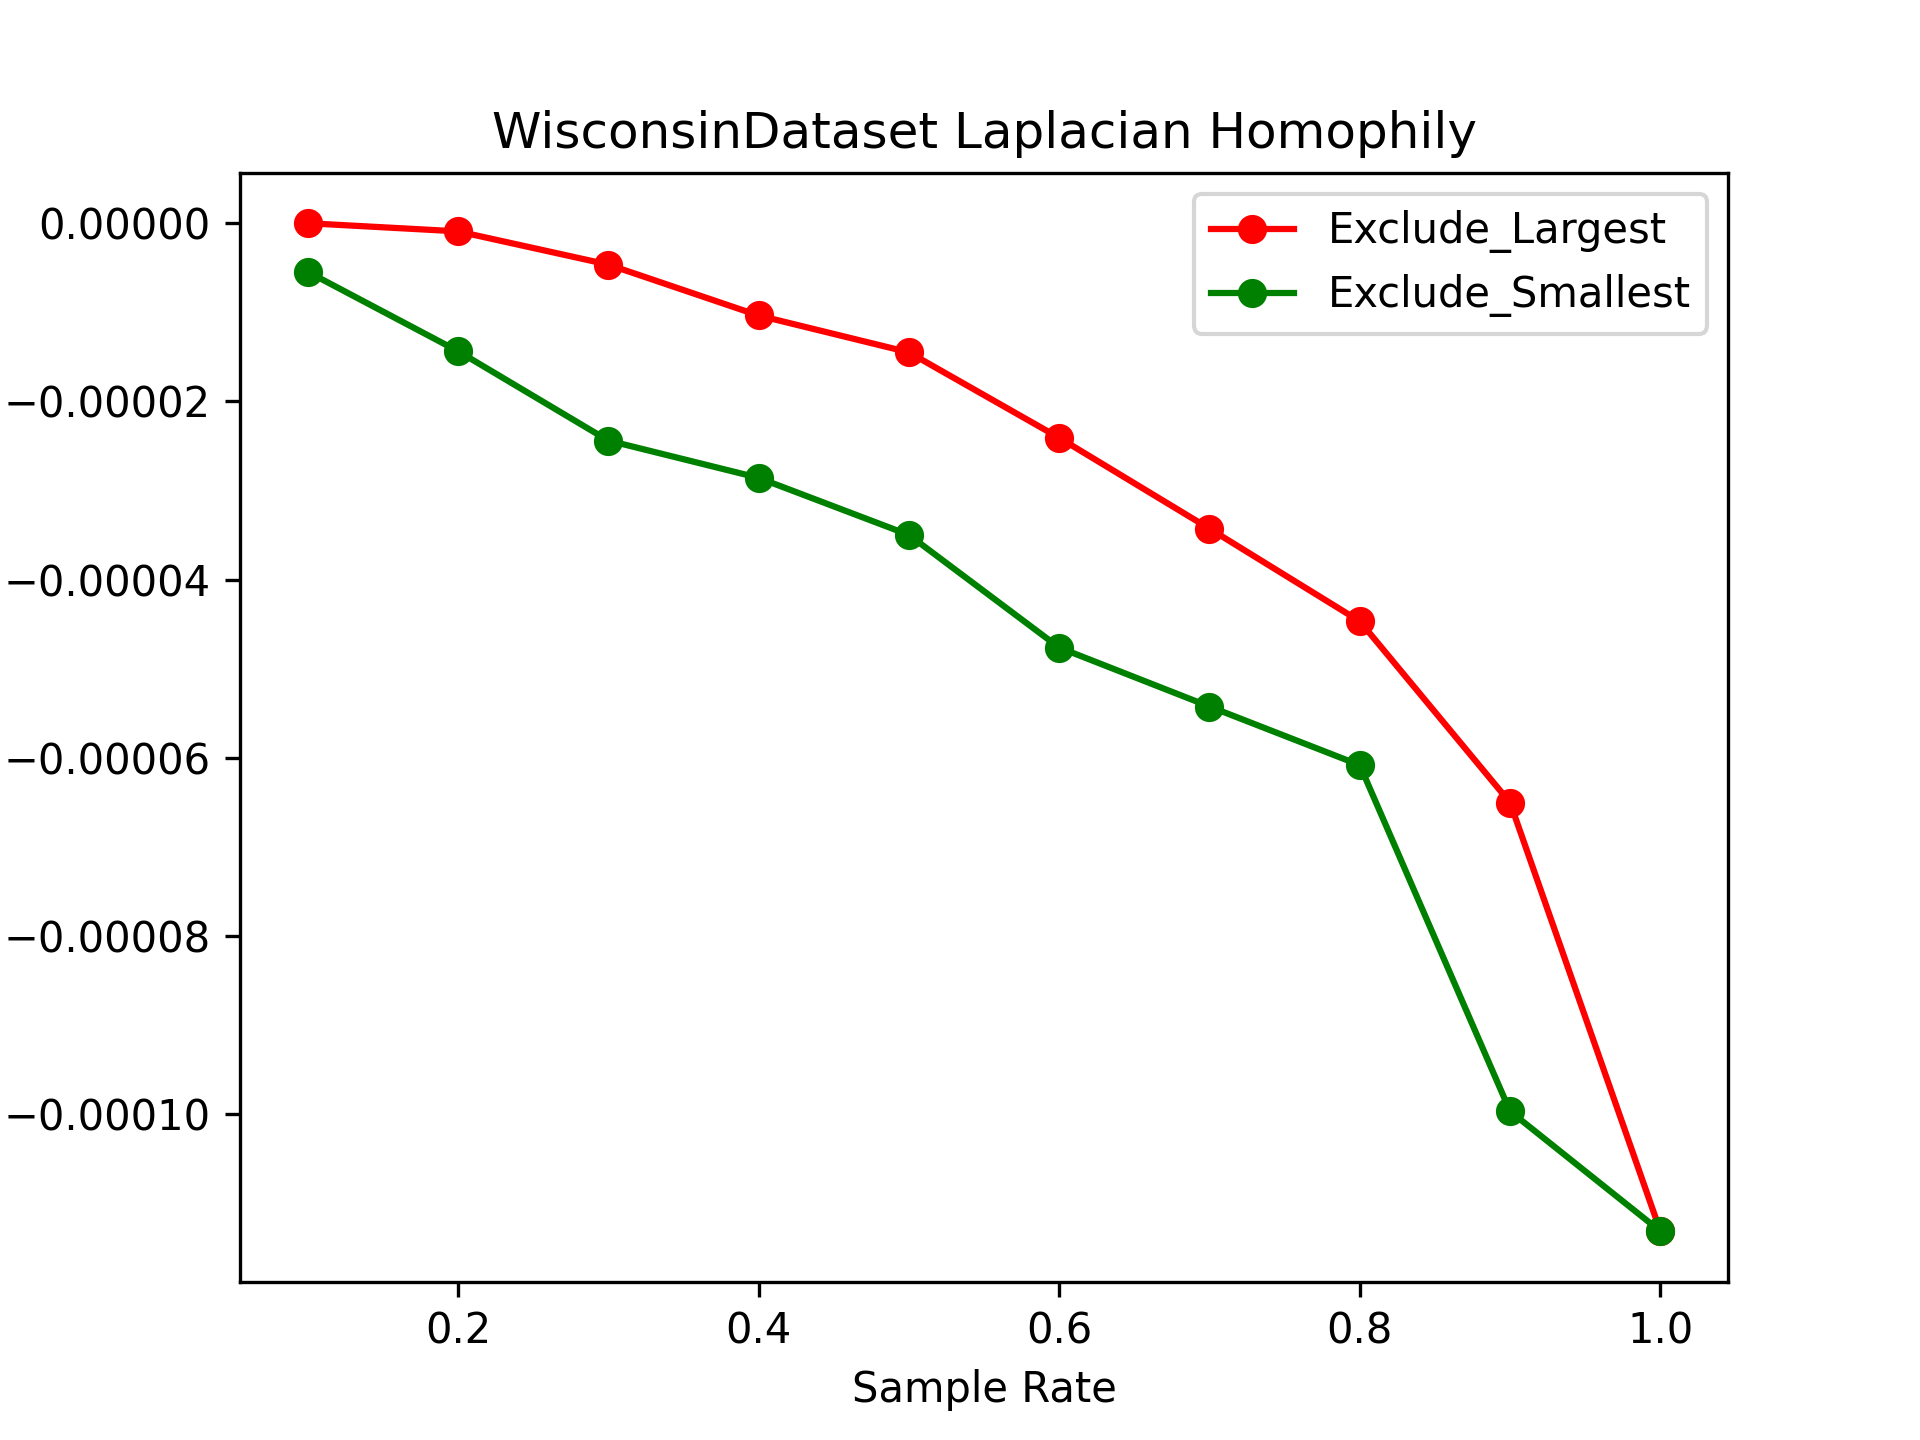 WisconsinDataset Laplacian Homophily
Exclude_Largest
Exclude_Smallest
0.00000
−0.00002
−0.00004
−0.00006
−0.00008
−0.00010
0.2 0.4 0.6 0.8 1.0
Sample Rate